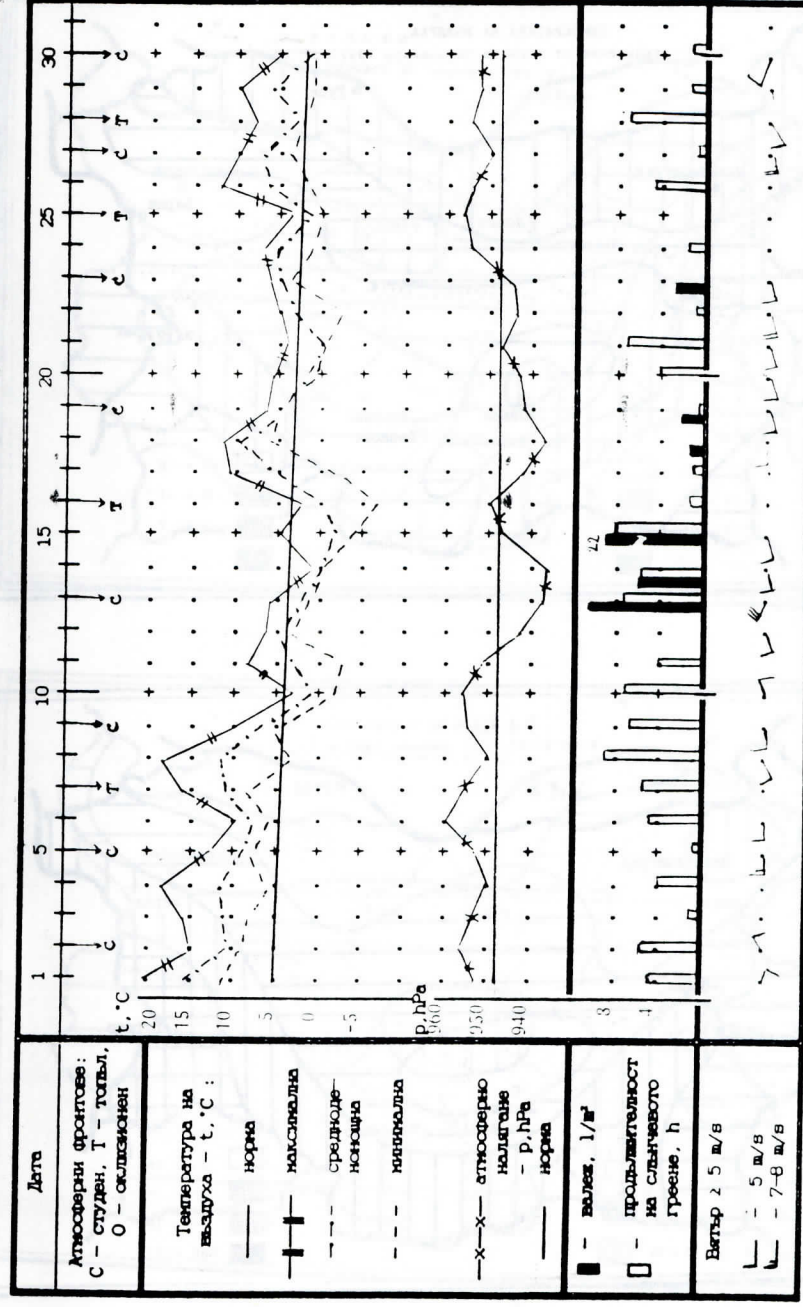 Дата
1 5 10 15 20 25 30
Атмосферни фронтове:
С - студен, Т - топъл,
О - оклюзионен
С С Т С С Т С С Т С Т С
Температура на
въздуха - t, °C :
норма
максимална
средноде-
нонощна
минимална
t, °C
20
15
10
5
0
-5
атмосферно
налягане
- p, hPa
норма
p, hPa
960
950
940
- валеж, l/m²
- продължителност
на слънчевото
греене, h
8
4
22
Вятър ≥ 5 m/s
- 5 m/s
- 7-8 m/s